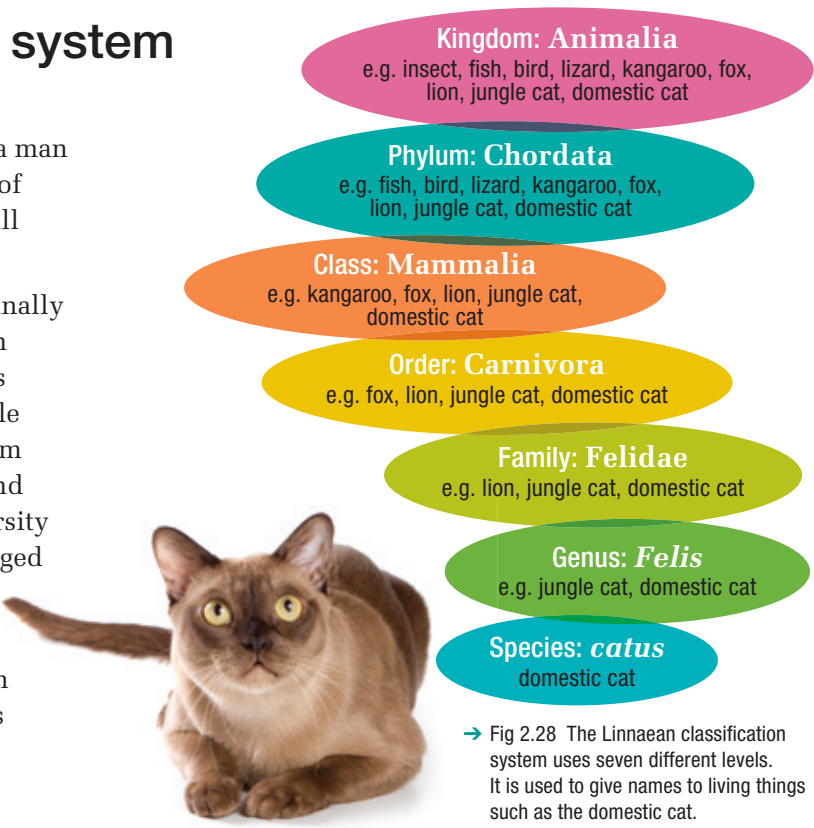 system
a man
of
all
nally
n
s
le
m
nd
rsity
ged
n
s
Kingdom: Animalia
e.g. insect, fish, bird, lizard, kangaroo, fox,
lion, jungle cat, domestic cat
Phylum: Chordata
e.g. fish, bird, lizard, kangaroo, fox,
lion, jungle cat, domestic cat
Class: Mammalia
e.g. kangaroo, fox, lion, jungle cat,
domestic cat
Order: Carnivora
e.g. fox, lion, jungle cat, domestic cat
Family: Felidae
e.g. lion, jungle cat, domestic cat
Genus: Felis
e.g. jungle cat, domestic cat
Species: catus
domestic cat
→ Fig 2.28 The Linnaean classification
system uses seven different levels.
It is used to give names to living things
such as the domestic cat.